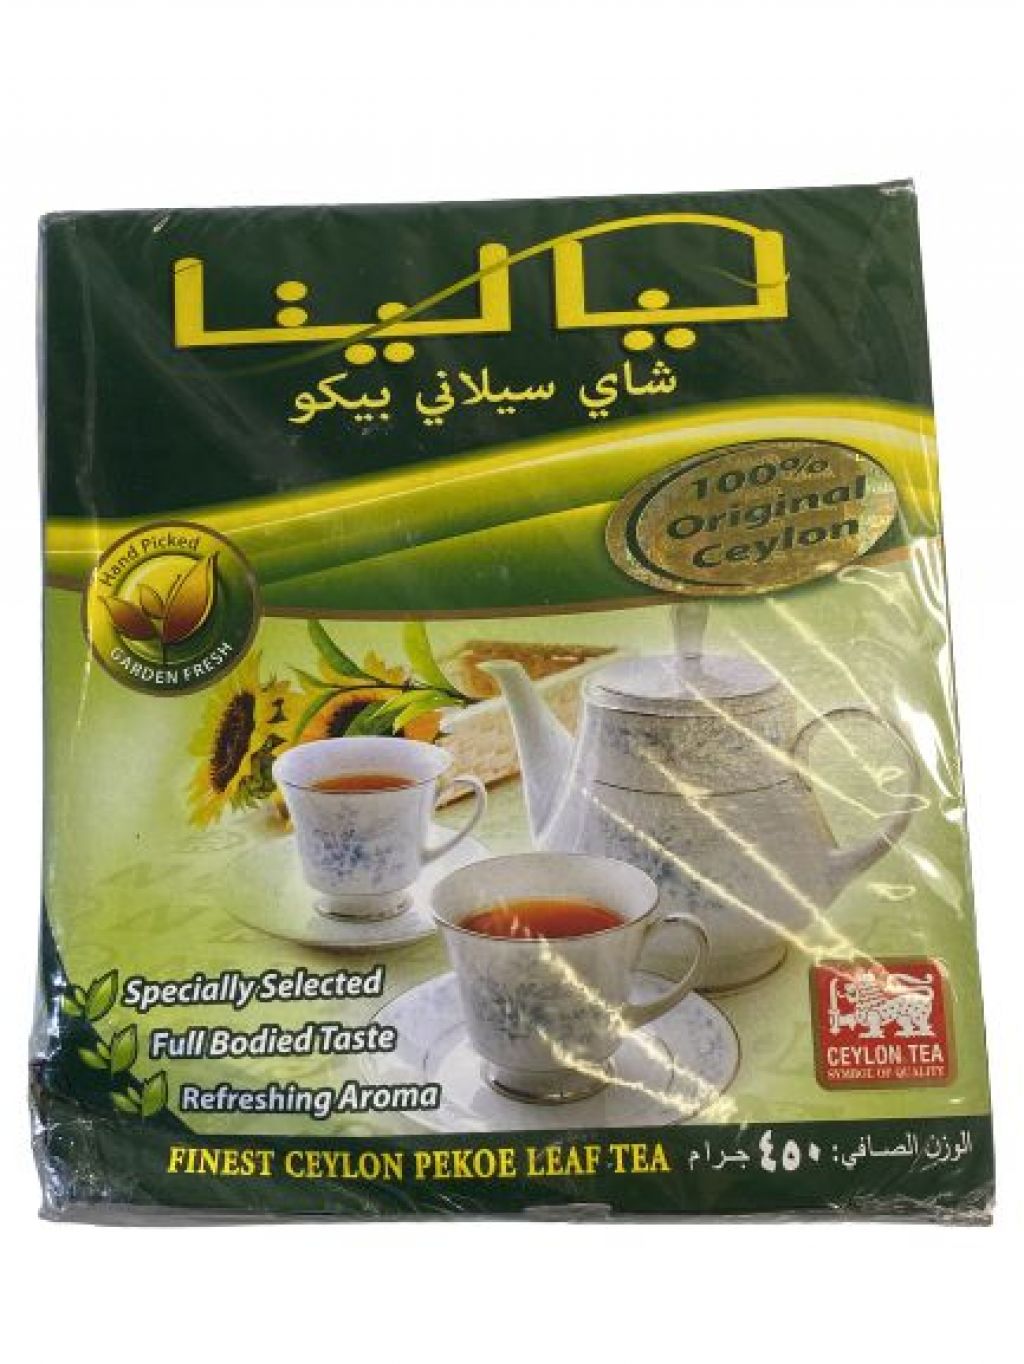 ليالينا
شاي سيلاني بيكو
100%
Original
Ceylon
Hand Picked
GARDEN FRESH
Specially Selected
Full Bodied Taste
Refreshing Aroma
CEYLON TEA
SYMBOL OF QUALITY
FINEST CEYLON PEKOE LEAF TEA
الوزن الصافي: ٤٥٠ جرام